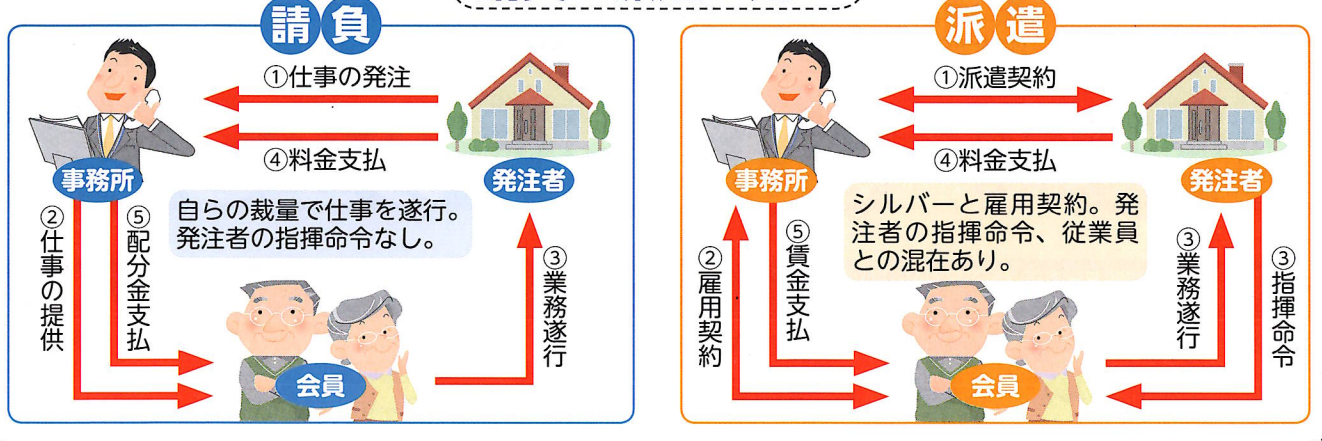 請負
①仕事の発注
④料金支払
事務所
発注者
②仕事の提供
⑤配分金支払
自らの裁量で仕事を遂行。
発注者の指揮命令なし。
③業務遂行
会員
派遣
①派遣契約
④料金支払
事務所
発注者
②雇用契約
⑤賃金支払
シルバーと雇用契約。発
注者の指揮命令、従業員
との混在あり。
③業務遂行
③指揮命令
会員